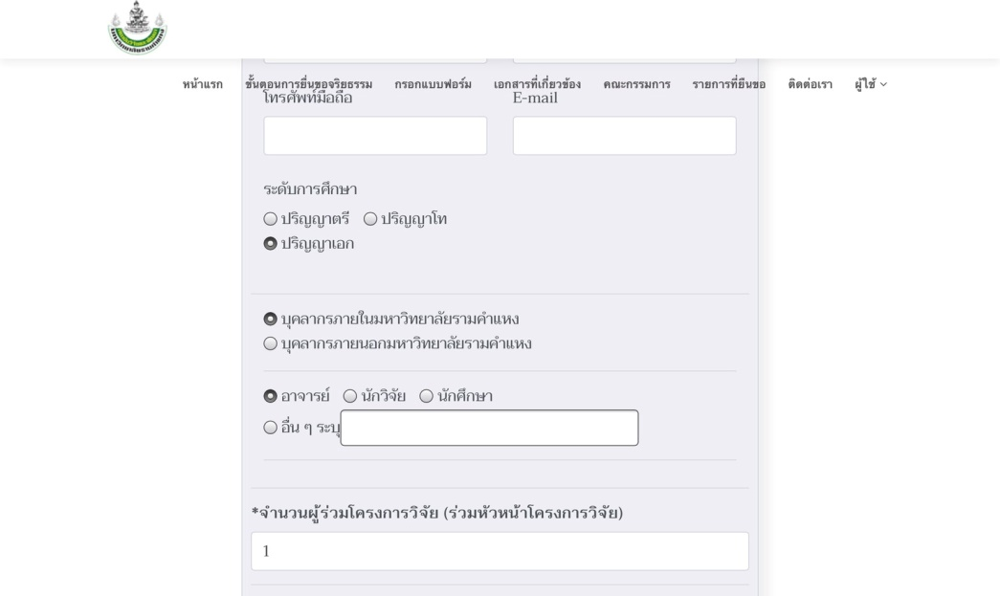 หน้าแรก ขั้นตอนการยื่นขอจริยธรรม กรอกแบบฟอร์ม เอกสารที่เกี่ยวข้อง คณะกรรมการ รายการที่ยื่นขอ ติดต่อเรา ผู้ใช้
โทรศัพท์มือถือ E-mail
ระดับการศึกษา
ปริญญาตรี ปริญญาโท
ปริญญาเอก
บุคลากรภายในมหาวิทยาลัยรามคำแหง
บุคลากรภายนอกมหาวิทยาลัยรามคำแหง
อาจารย์ นักวิจัย นักศึกษา
อื่น ๆ ระบุ
*จำนวนผู้ร่วมโครงการวิจัย (ร่วมหัวหน้าโครงการวิจัย)
1